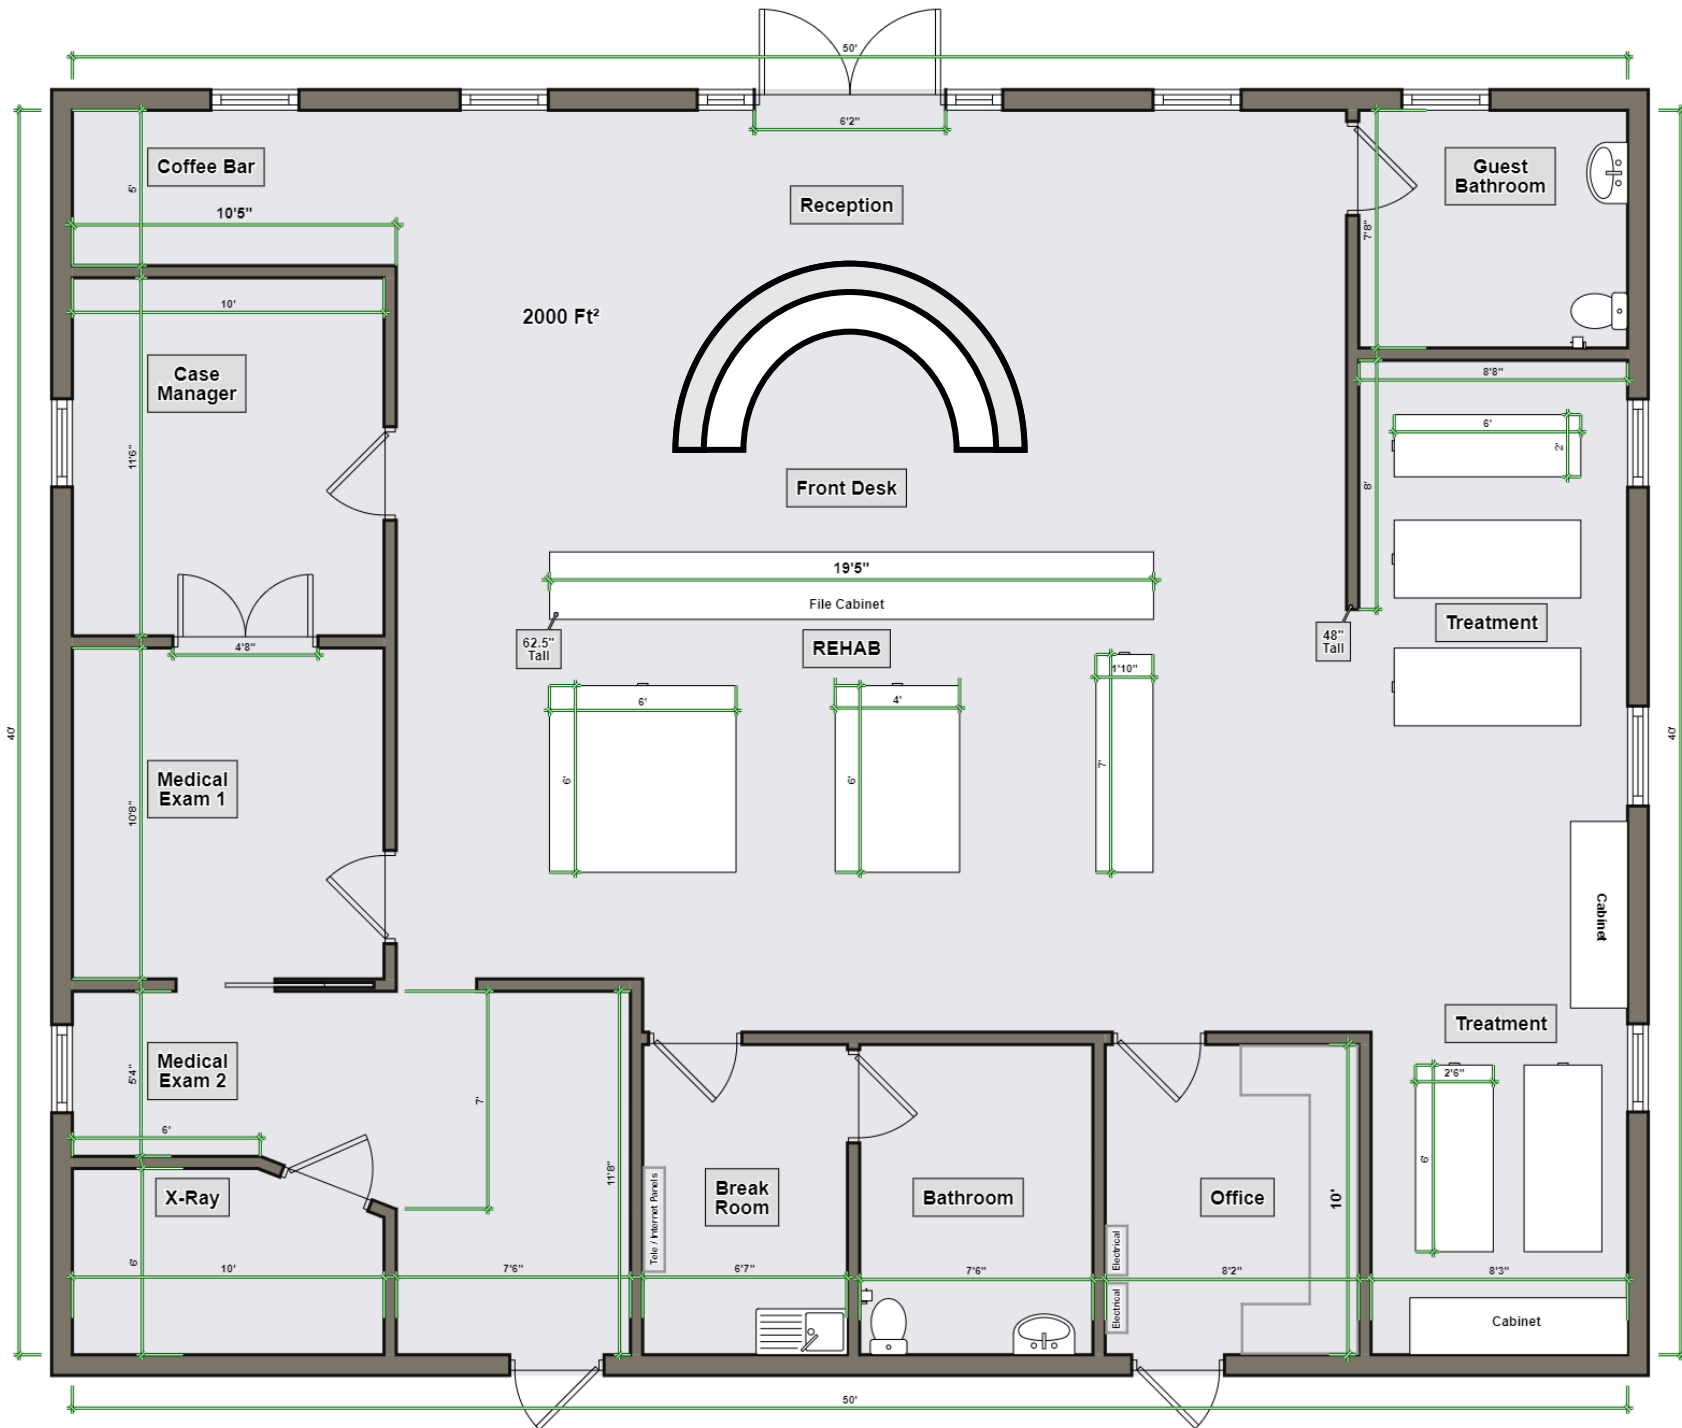 50'
6'2"
Coffee Bar
5'
10'5"
Reception
Guest
Bathroom
7'8"
10'
2000 Ft²
Case
Manager
11'6"
8'8"
6'
2'
8'
Front Desk
19'5"
File Cabinet
62.5"
Tall
REHAB
48"
Tall
Treatment
4'8"
6'
4'
1'10"
6'
6'
7'
40'
40'
Medical
Exam 1
10'8"
Cabinet
Treatment
Medical
Exam 2
5'4"
7'
6'
2'6"
6'
11'8"
X-Ray
Tele / Internet Panels
Break
Room
Bathroom
Office
10'
Electrical
Electrical
6'
10'
7'6"
6'7"
7'6"
8'2"
8'3"
Cabinet
50'